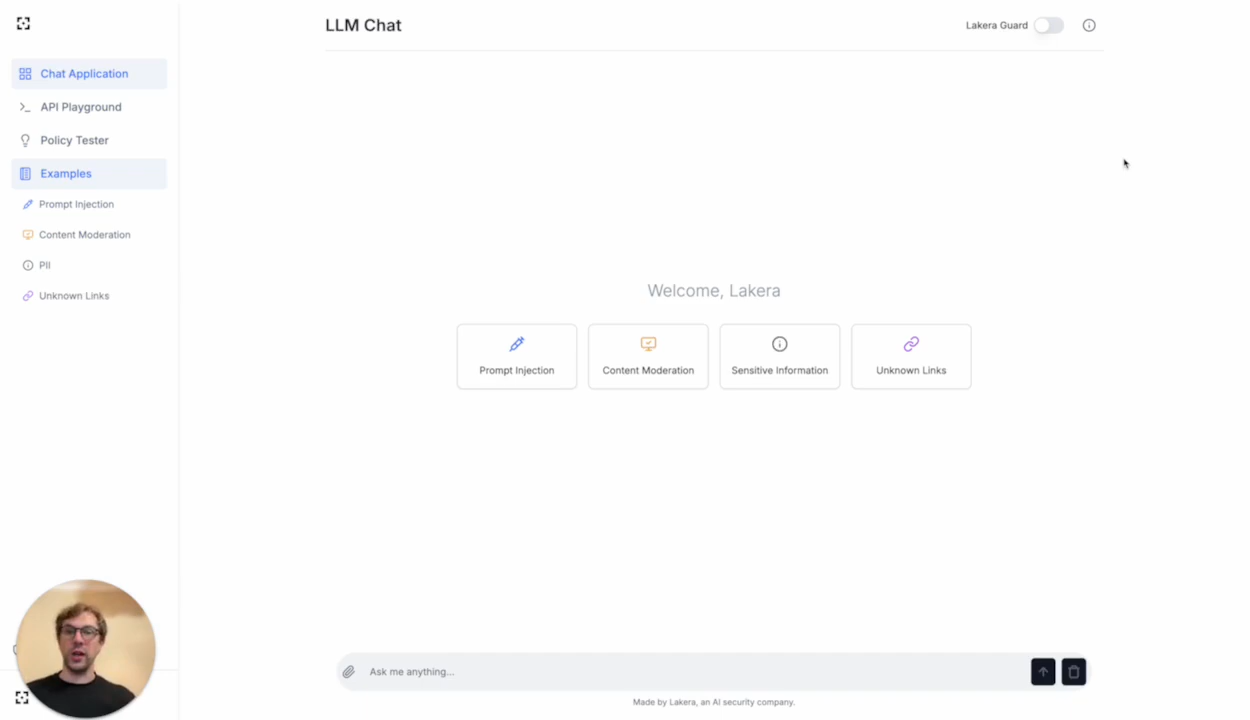 LLM Chat
Lakera Guard
Chat Application
API Playground
Policy Tester
Examples
Prompt Injection
Content Moderation
PII
Unknown Links
Welcome, Lakera
Prompt Injection
Content Moderation
Sensitive Information
Unknown Links
Ask me anything...
Made by Lakera, an AI security company.